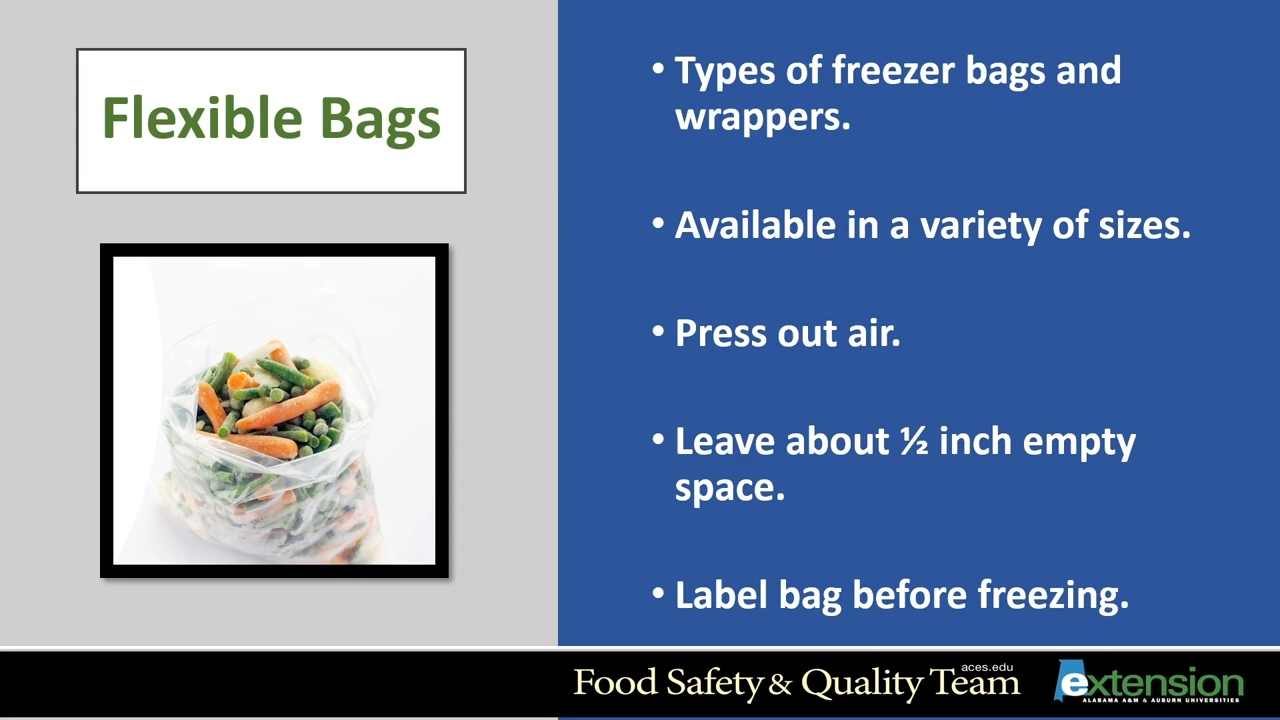 Flexible Bags
• Types of freezer bags and
wrappers.
• Available in a variety of sizes.
• Press out air.
• Leave about ½ inch empty
space.
• Label bag before freezing.
aces.edu
Food Safety & Quality Team
extension
ALABAMA A&M & AUBURN UNIVERSITIES